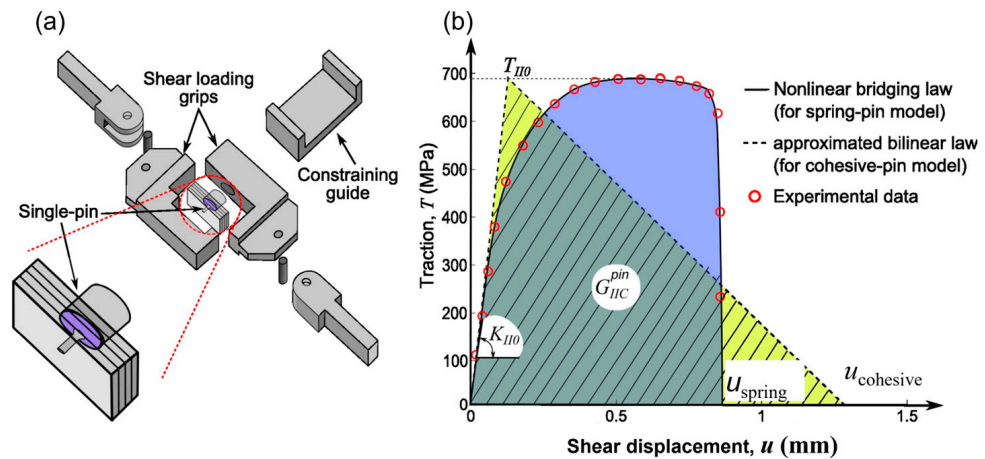 (a)
Shear loading
grips
Constraining
guide
Single-pin
(b)
Traction, T (MPa)
700
600
500
400
300
200
100
0
T_II0
Nonlinear bridging law
(for spring-pin model)
approximated bilinear law
(for cohesive-pin model)
Experimental data
G_IIC^pin
K_II0
u_spring
u_cohesive
0
0.5
1
1.5
Shear displacement, u (mm)